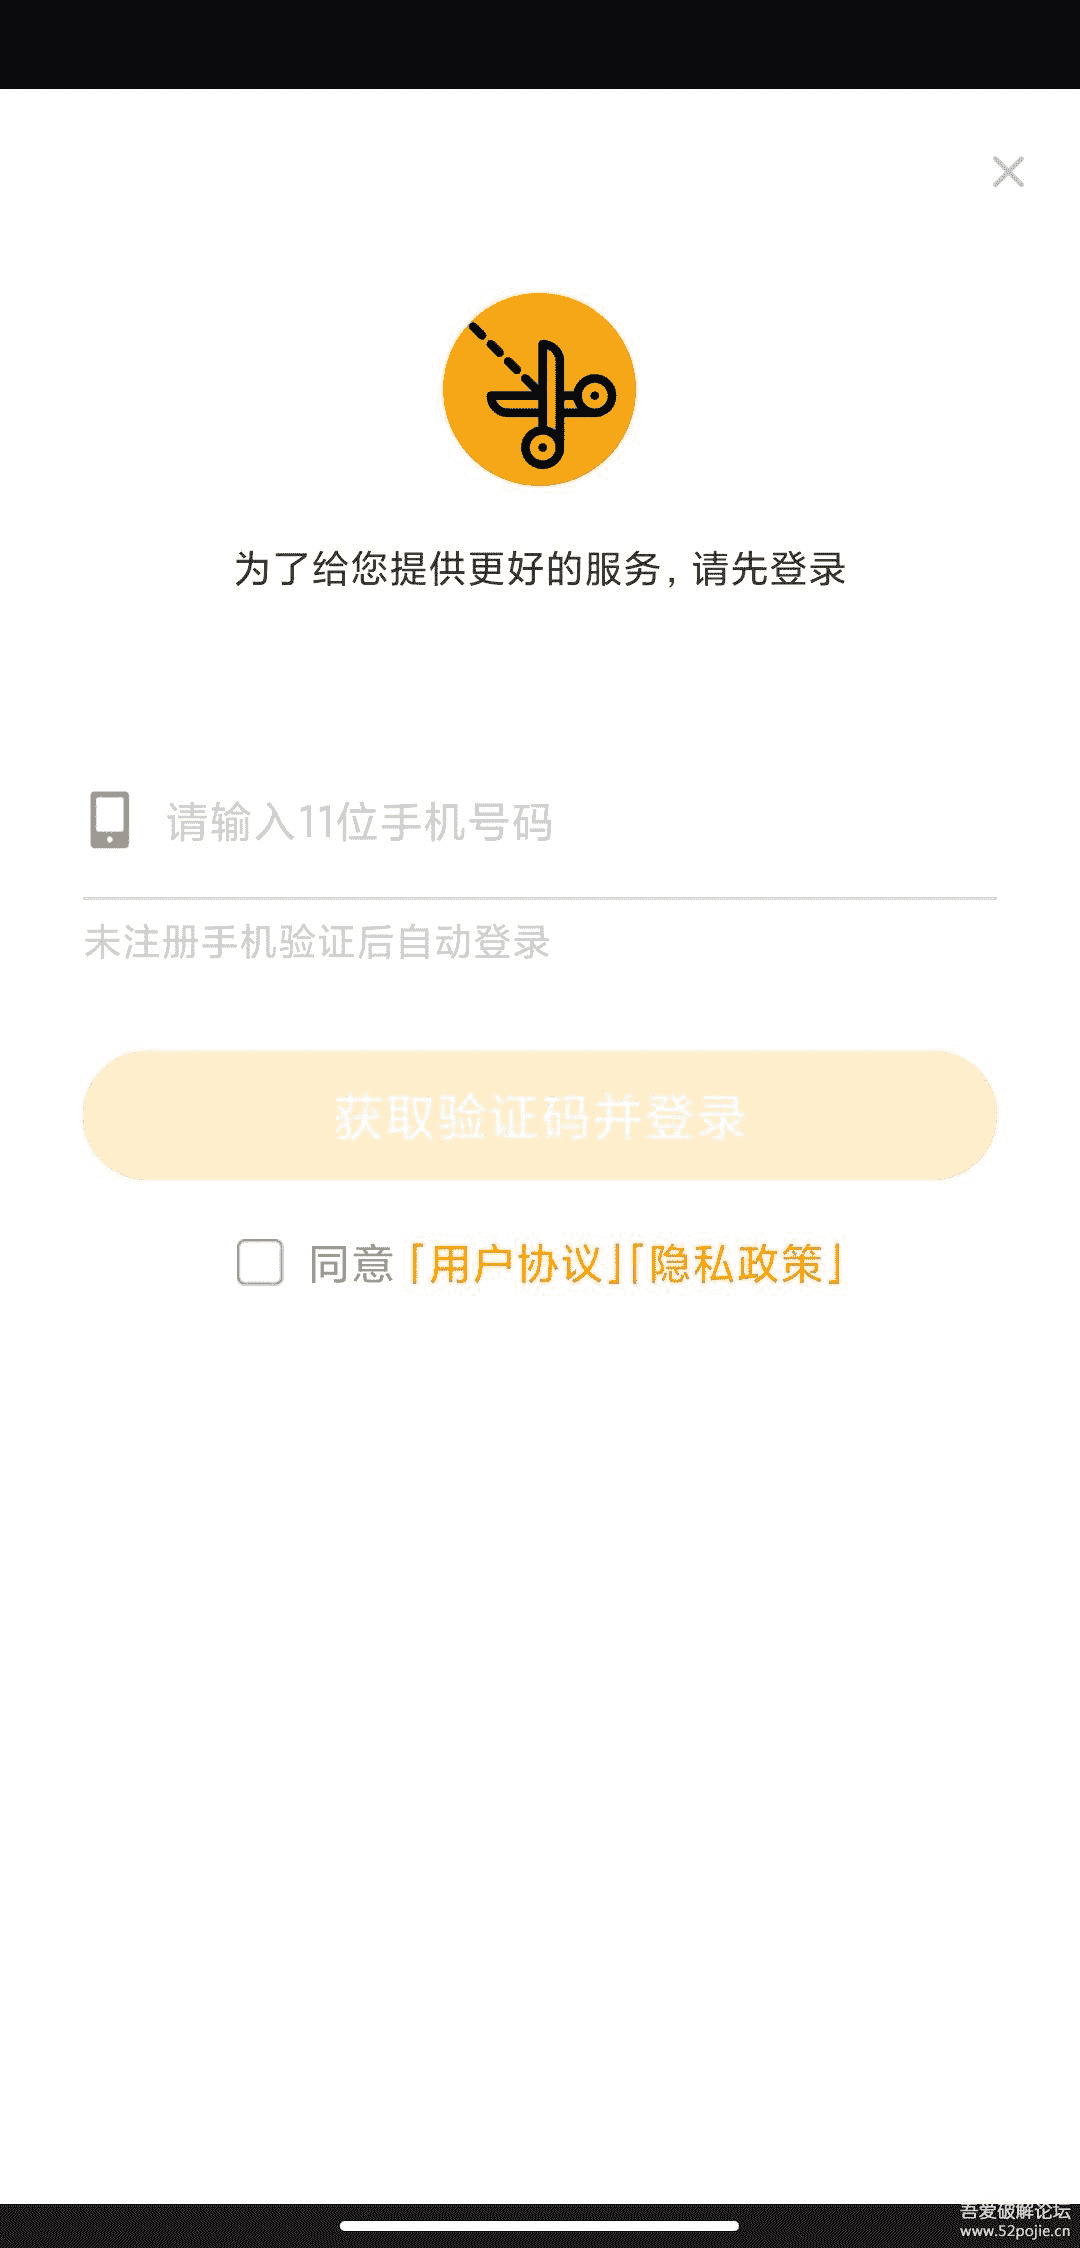 为了给您提供更好的服务，请先登录
请输入11位手机号码
未注册手机验证后自动登录
获取验证码并登录
同意「用户协议」「隐私政策」
吾爱破解论坛
www.52pojie.cn